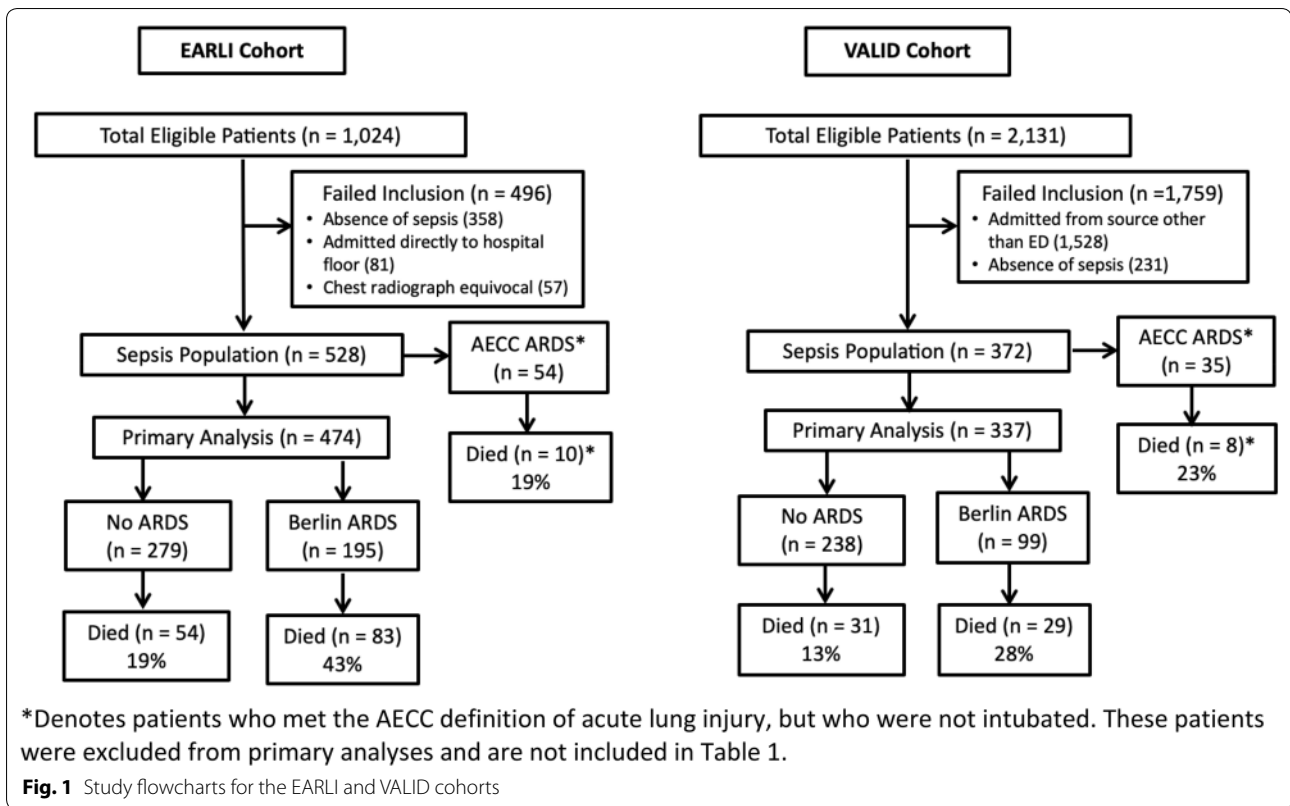 EARLI Cohort
Total Eligible Patients (n = 1,024)
Failed Inclusion (n = 496)
• Absence of sepsis (358)
• Admitted directly to hospital
floor (81)
• Chest radiograph equivocal (57)
Sepsis Population (n = 528)
AECC ARDS*
(n = 54)
Died (n = 10)*
19%
Primary Analysis (n = 474)
No ARDS
(n = 279)
Berlin ARDS
(n = 195)
Died (n = 54)
19%
Died (n = 83)
43%
VALID Cohort
Total Eligible Patients (n = 2,131)
Failed Inclusion (n =1,759)
• Admitted from source other
than ED (1,528)
• Absence of sepsis (231)
Sepsis Population (n = 372)
AECC ARDS*
(n = 35)
Died (n = 8)*
23%
Primary Analysis (n = 337)
No ARDS
(n = 238)
Berlin ARDS
(n = 99)
Died (n = 31)
13%
Died (n = 29)
28%
*Denotes patients who met the AECC definition of acute lung injury, but who were not intubated. These patients
were excluded from primary analyses and are not included in Table 1.
Fig. 1 Study flowcharts for the EARLI and VALID cohorts